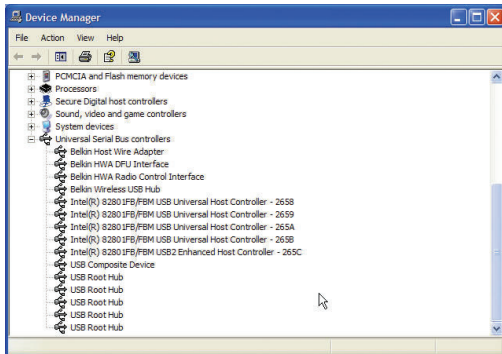 Device Manager
File Action View Help
PCMCIA and Flash memory devices
Processors
Secure Digital host controllers
Sound, video and game controllers
System devices
Universal Serial Bus controllers
Belkin Host Wire Adapter
Belkin HWA DFU Interface
Belkin HWA Radio Control Interface
Belkin Wireless USB Hub
Intel(R) 82801FB/FBM USB Universal Host Controller - 2658
Intel(R) 82801FB/FBM USB Universal Host Controller - 2659
Intel(R) 82801FB/FBM USB Universal Host Controller - 265A
Intel(R) 82801FB/FBM USB Universal Host Controller - 265B
Intel(R) 82801FB/FBM USB2 Enhanced Host Controller - 265C
USB Composite Device
USB Root Hub
USB Root Hub
USB Root Hub
USB Root Hub
USB Root Hub